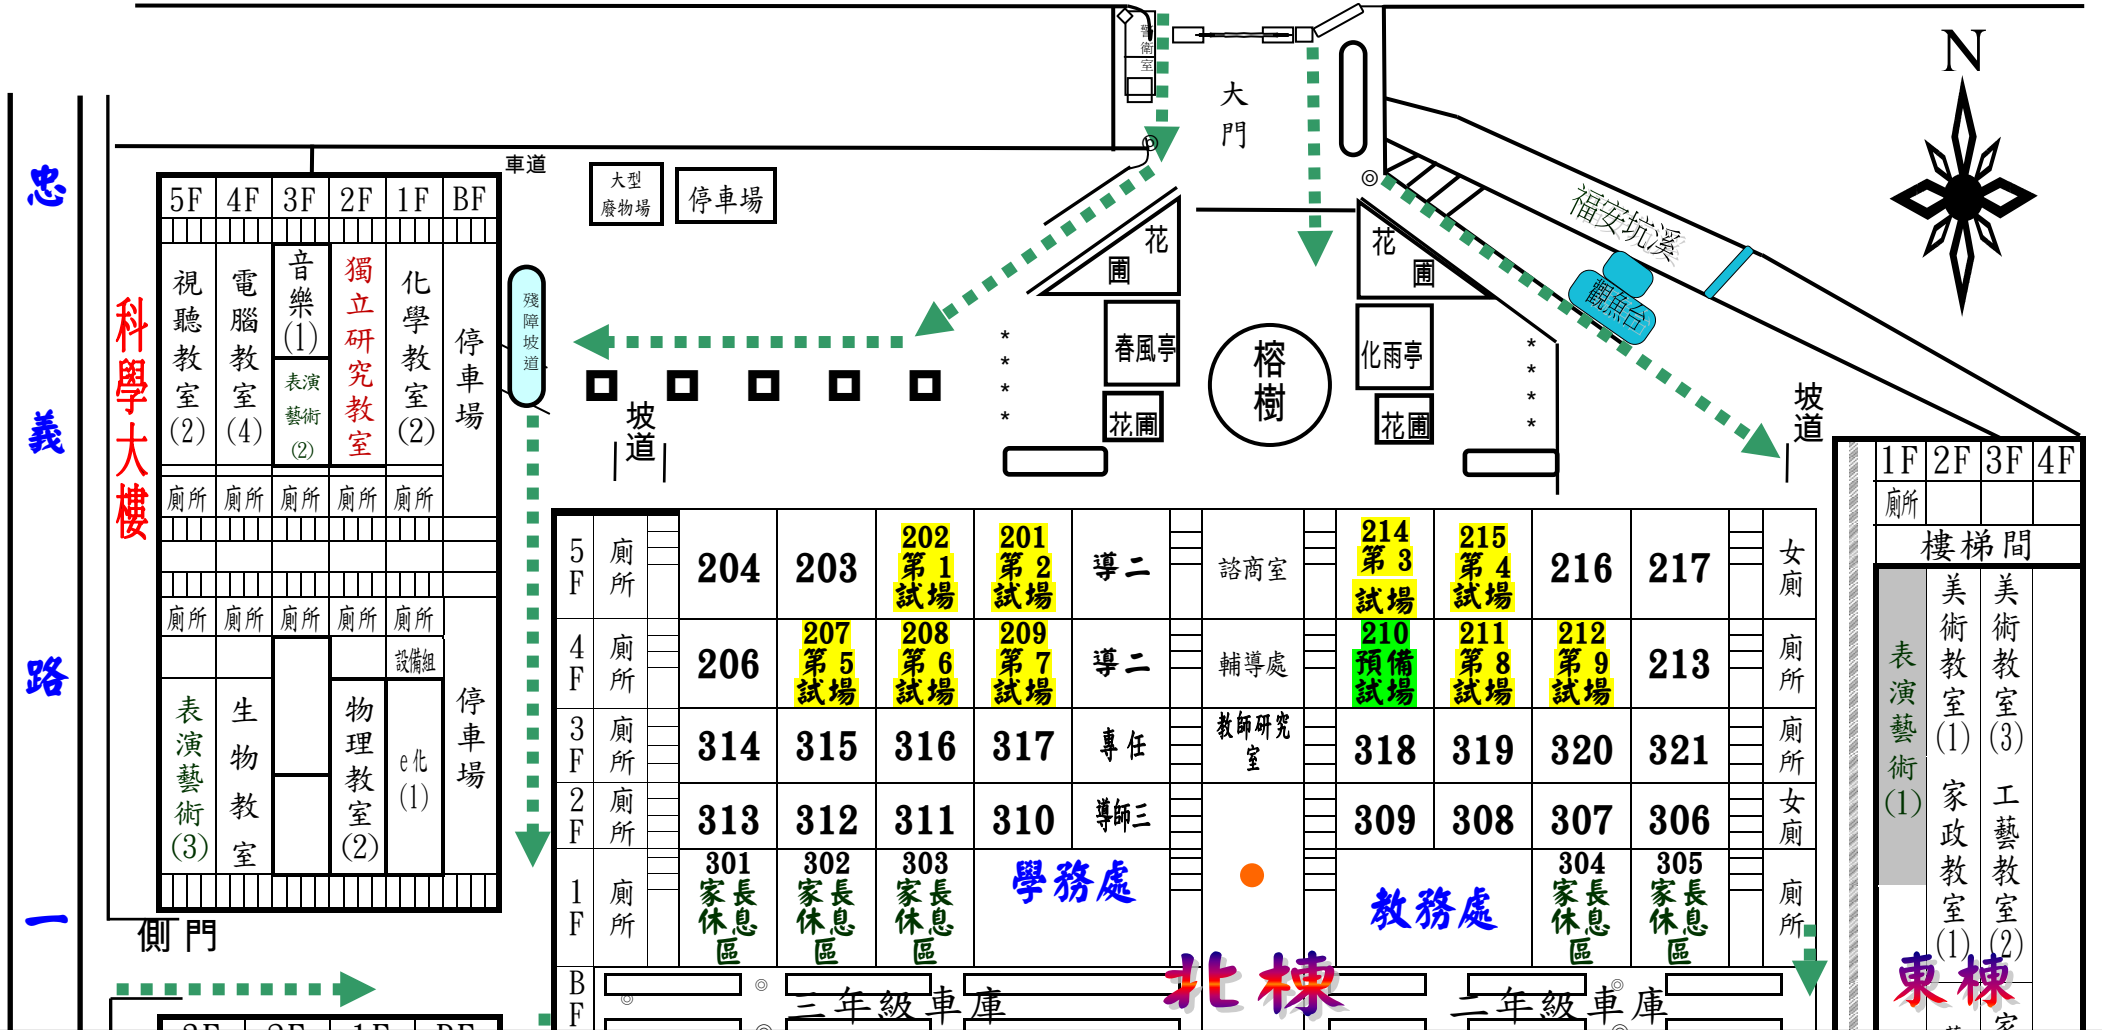 警衛室
大門
N
忠義路一
車道
大型
廢物場
停車場
福安坑溪
觀魚台
花圃
花圃
科學大樓
5F 4F 3F 2F 1F BF
視聽教室(2)
電腦教室(4)
音樂(1)
表演藝術(2)
獨立研究教室
化學教室(2)
停車場
殘障坡道
春風亭
榕樹
化雨亭
花圃
花圃
坡道
坡道
* * * *
* * * *
廁所 廁所 廁所 廁所 廁所
廁所 廁所 廁所 廁所 廁所
設備組
表演藝術(3)
生物教室
物理教室(2)
e化(1)
停車場
側門
5F 廁所 204 203 202 第1試場 201 第2試場 導二 諮商室 214 第3試場 215 第4試場 216 217 女廁
4F 廁所 206 207 第5試場 208 第6試場 209 第7試場 導二 輔導處 210 預備試場 211 第8試場 212 第9試場 213 廁所
3F 廁所 314 315 316 317 專任 教師研究室 318 319 320 321 廁所
2F 廁所 313 312 311 310 導師三 309 308 307 306 女廁
1F 廁所 301 家長休息區 302 家長休息區 303 家長休息區 學務處 教務處 304 家長休息區 305 家長休息區 廁所
BF 三年級車庫 北棟 二年級車庫
1F 2F 3F 4F
廁所
樓梯間
表演藝術(1)
美術教室(1)
美術教室(3)
家政教室(1)
工藝教室(2)
東棟
家
3F 2F 1F BF